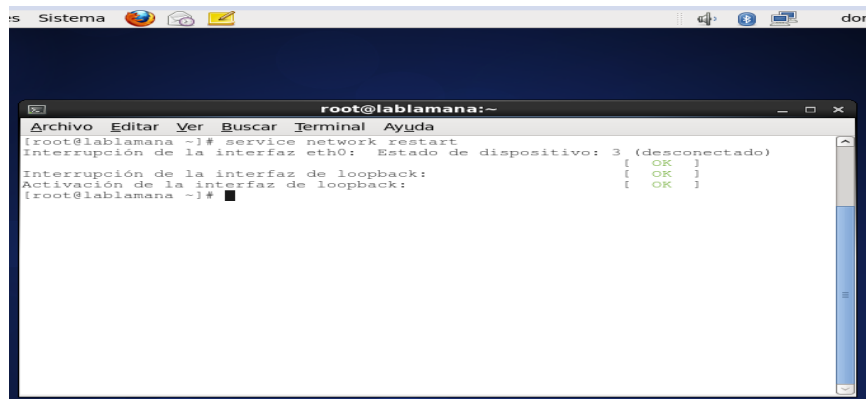 es Sistema
dor
root@lablamana:~
Archivo Editar Ver Buscar Terminal Ayuda
[root@lablamana ~]# service network restart
Interrupción de la interfaz eth0:  Estado de dispositivo: 3 (desconectado)
[  OK  ]
Interrupción de la interfaz de loopback: [  OK  ]
Activación de la interfaz de loopback: [  OK  ]
[root@lablamana ~]#